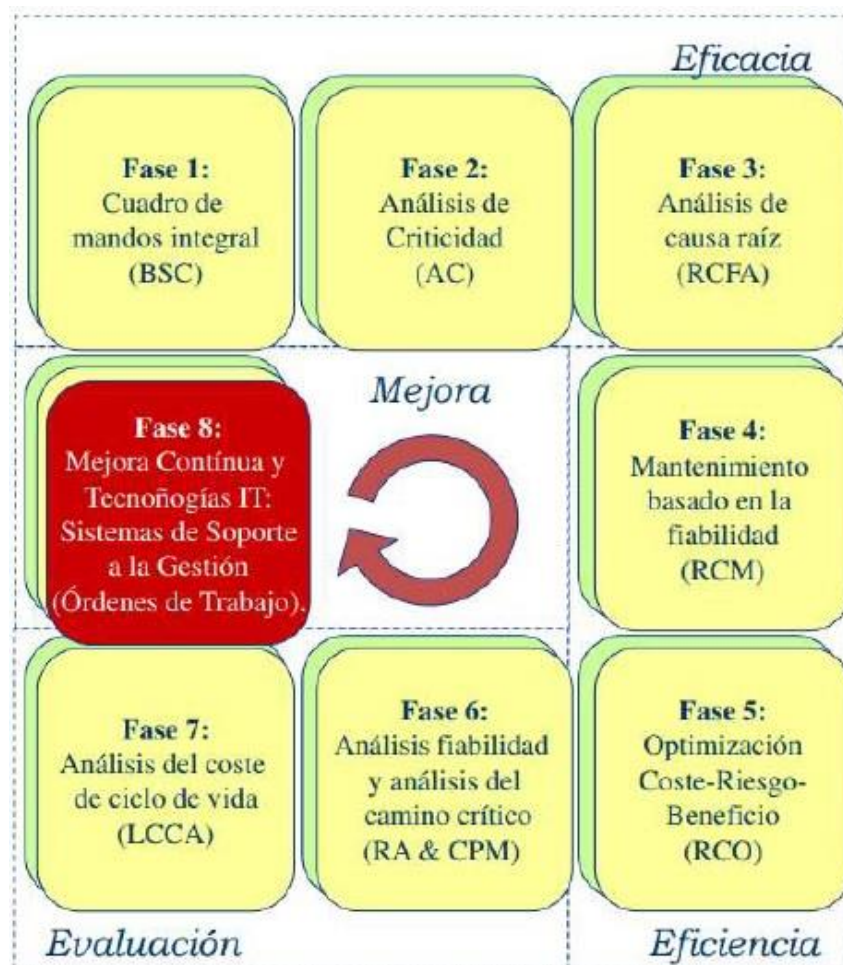 Eficacia
Fase 1:
Cuadro de
mandos integral
(BSC)
Fase 2:
Análisis de
Criticidad
(AC)
Fase 3:
Análisis de
causa raíz
(RCFA)
Mejora
Fase 8:
Mejora Contínua y
Tecnoñogías IT:
Sistemas de Soporte
a la Gestión
(Órdenes de Trabajo).
Fase 4:
Mantenimiento
basado en la
fiabilidad
(RCM)
Fase 7:
Análisis del coste
de ciclo de vida
(LCCA)
Fase 6:
Análisis fiabilidad
y análisis del
camino crítico
(RA & CPM)
Fase 5:
Optimización
Coste-Riesgo-
Beneficio
(RCO)
Evaluación
Eficiencia